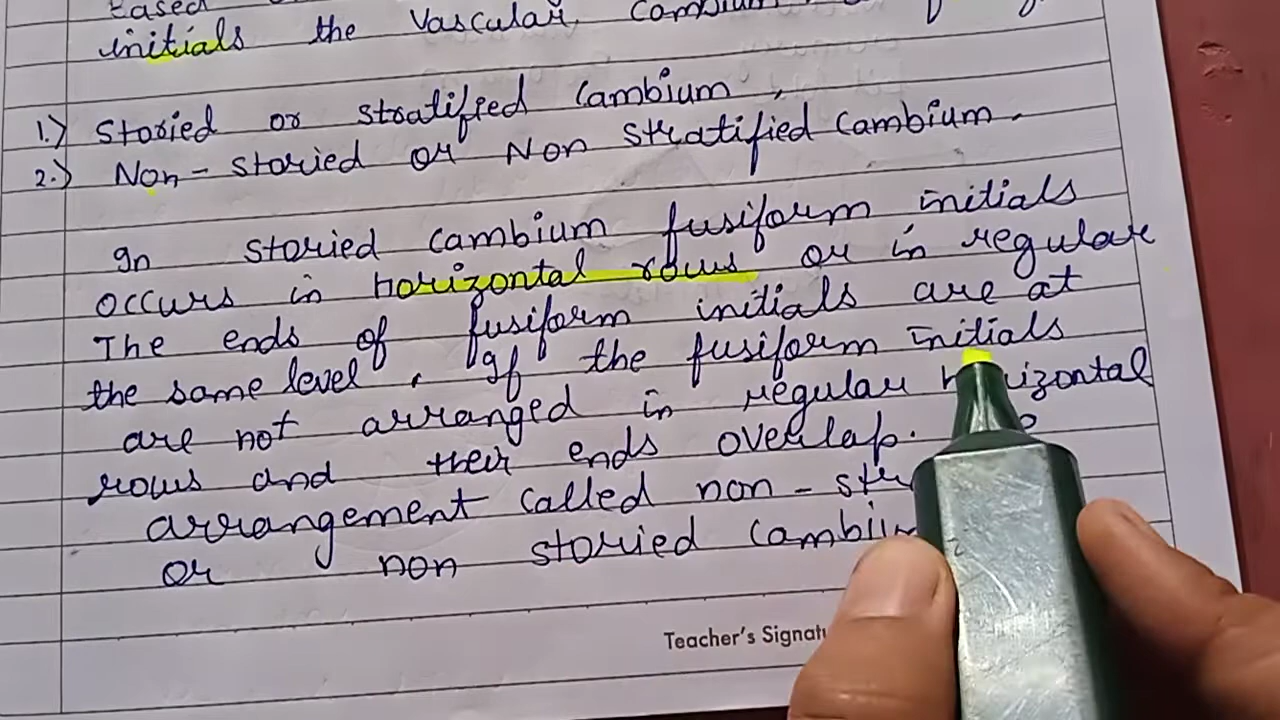 initials the vascular cambium
1.) Storied or stratified cambium,
2.) Non-storied or Non stratified cambium.
In storied cambium fusiform initials
occurs in horizontal rows or in regular
The ends of fusiform initials are at
the same level. If the fusiform initials
are not arranged in regular horizontal
rows and their ends overlap.
arrangement called non-
or non storied
Teacher's